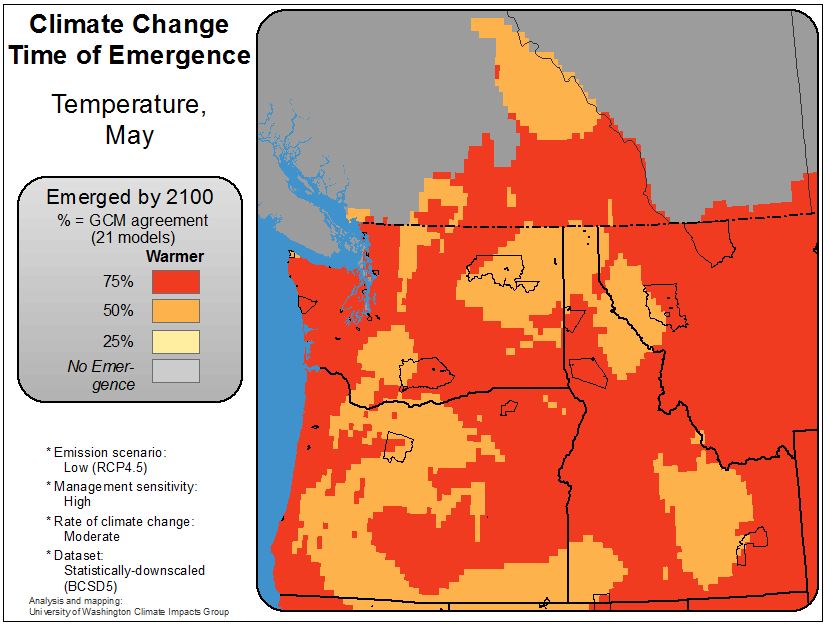 Climate Change
Time of Emergence
Temperature,
May
Emerged by 2100
% = GCM agreement
(21 models)
Warmer
75%
50%
25%
No Emer-
gence
* Emission scenario:
Low (RCP4.5)
* Management sensitivity:
High
* Rate of climate change:
Moderate
* Dataset:
Statistically-downscaled
(BCSD5)
Analysis and mapping:
University of Washington Climate Impacts Group